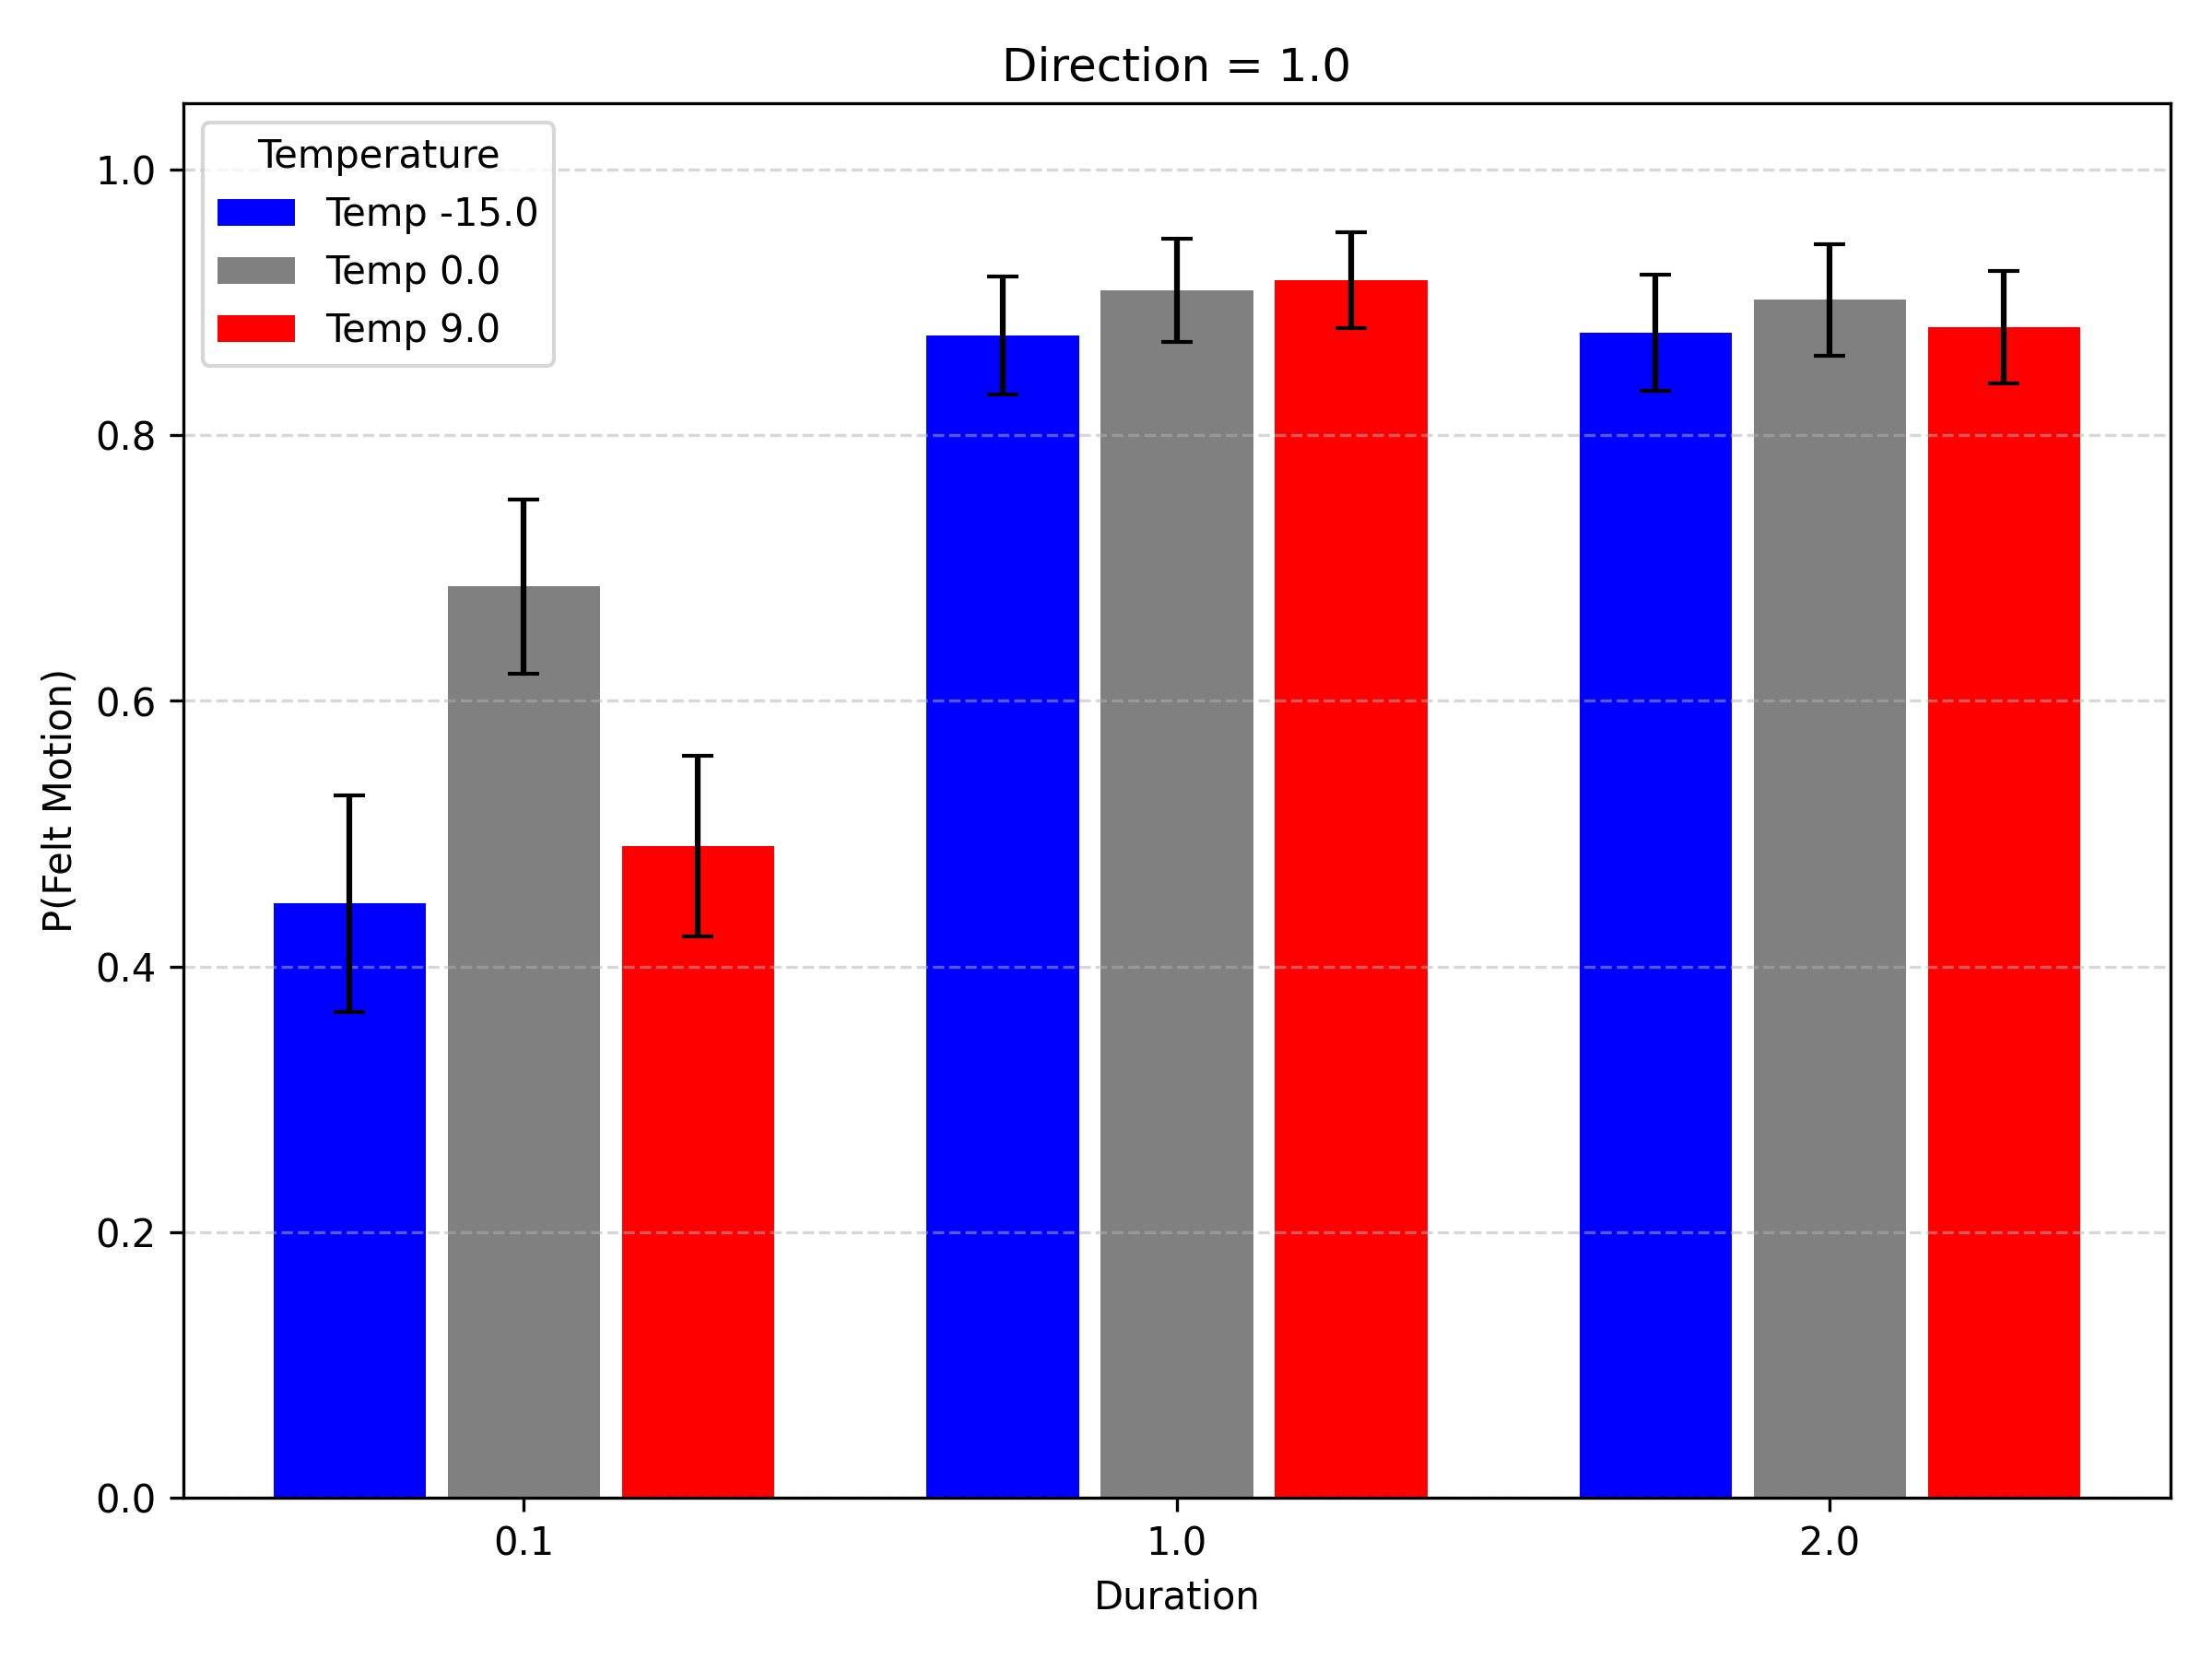 Direction = 1.0
Temperature
Temp -15.0
Temp 0.0
Temp 9.0
P(Felt Motion)
1.0
0.8
0.6
0.4
0.2
0.0
0.1
1.0
2.0
Duration